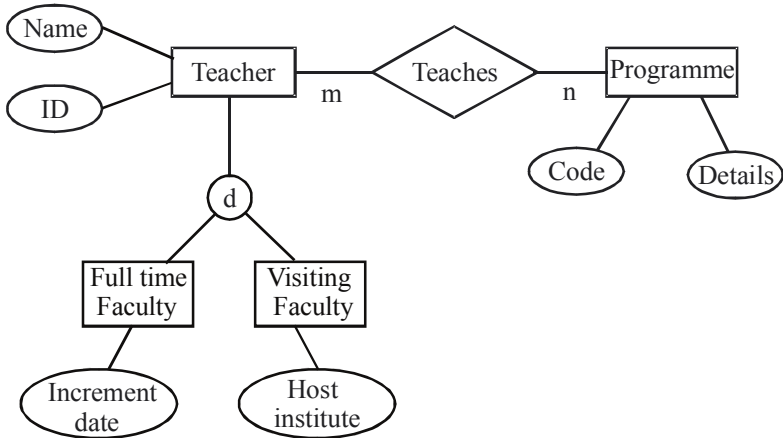 Name
Teacher
Teaches
Programme
m
n
ID
Code
Details
d
Full time
Faculty
Visiting
Faculty
Increment
date
Host
institute